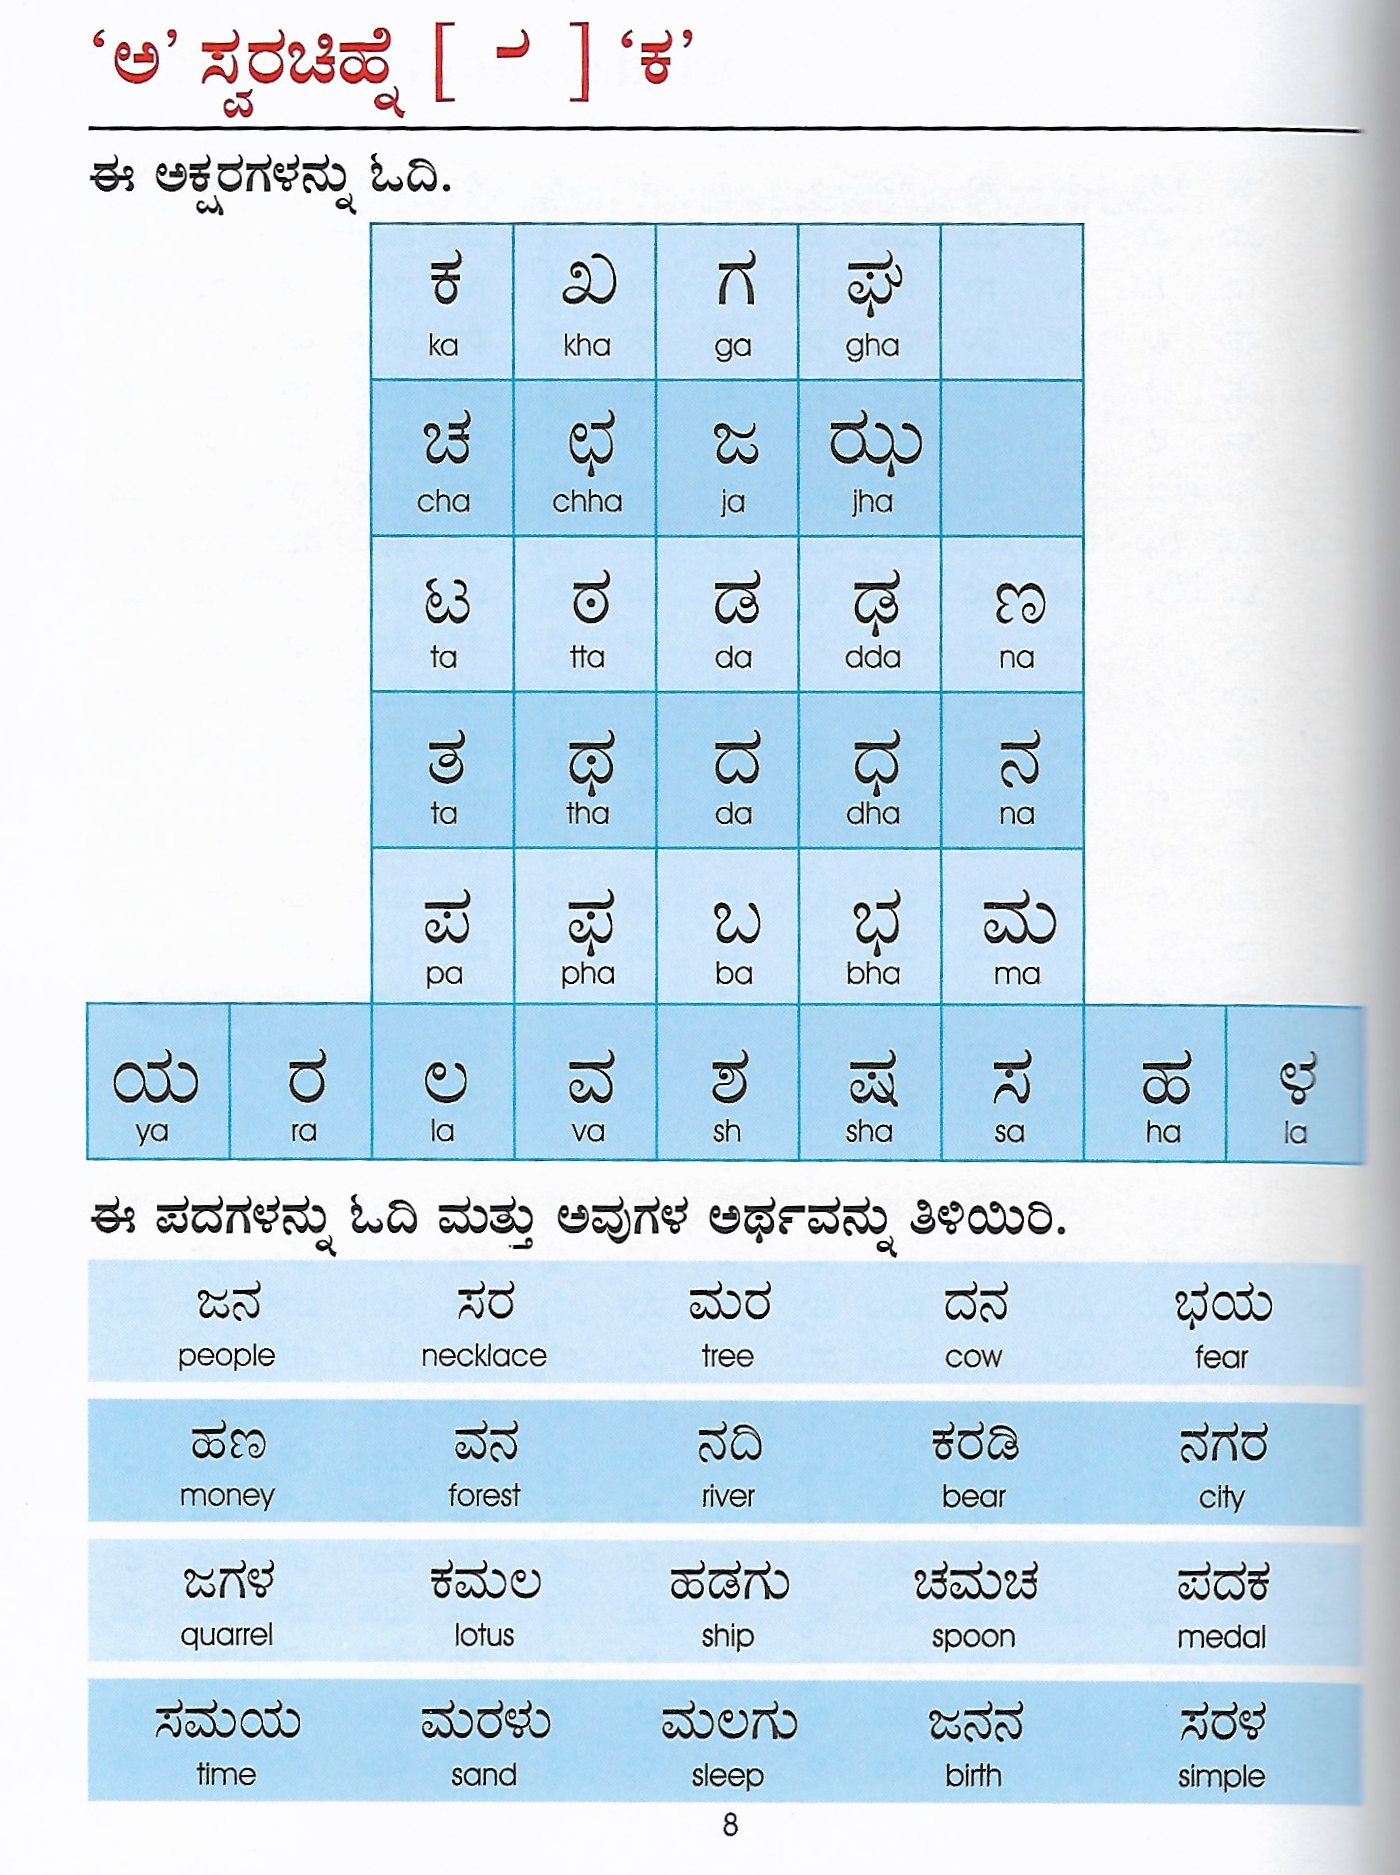 ‘ಅ’ ಸ್ವರಚಿಹ್ನೆ [ ] ‘ಕ’
ಈ ಅಕ್ಷರಗಳನ್ನು ಓದಿ.
ಕ ಖ ಗ ಘ
ka kha ga gha
ಚ ಛ ಜ ಝ
cha chha ja jha
ಟ ಠ ಡ ಢ ಣ
ta tta da dda na
ತ ಥ ದ ಧ ನ
ta tha da dha na
ಪ ಫ ಬ ಭ ಮ
pa pha ba bha ma
ಯ ರ ಲ ವ ಶ ಷ ಸ ಹ ಳ
ya ra la va sh sha sa ha la
ಈ ಪದಗಳನ್ನು ಓದಿ ಮತ್ತು ಅವುಗಳ ಅರ್ಥವನ್ನು ತಿಳಿಯಿರಿ.
ಜನ ಸರ ಮರ ದನ ಭಯ
people necklace tree cow fear
ಹಣ ವನ ನದಿ ಕರಡಿ ನಗರ
money forest river bear city
ಜಗಳ ಕಮಲ ಹಡಗು ಚಮಚ ಪದಕ
quarrel lotus ship spoon medal
ಸಮಯ ಮರಳು ಮಲಗು ಜನನ ಸರಳ
time sand sleep birth simple
8